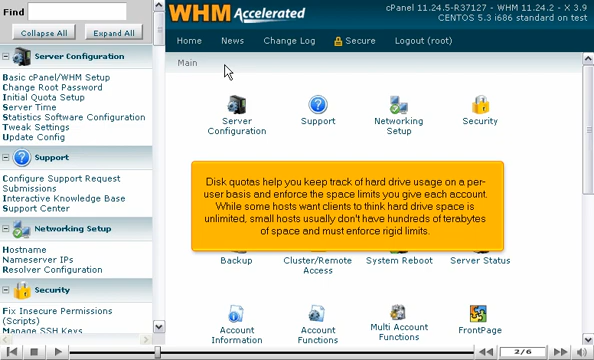 Find
Collapse All
Expand All
Server Configuration
Basic cPanel/WHM Setup
Change Root Password
Initial Quota Setup
Server Time
Statistics Software Configuration
Tweak Settings
Update Config
Support
Configure Support Request
Submissions
Interactive Knowledge Base
Support Center
Networking Setup
Hostname
Nameserver IPs
Resolver Configuration
Security
Fix Insecure Permissions
(Scripts)
Manage SSH Keys
WHM Accelerated
cPanel 11.24.5-R37127 - WHM 11.24.2 - X 3.9
CENTOS 5.3 i686 standard on test
Home
News
Change Log
Secure
Logout (root)
Main
Server
Configuration
Support
Networking
Setup
Security
Disk quotas help you keep track of hard drive usage on a per-
user basis and enforce the space limits you give each account.
While some hosts want clients to think hard drive space is
unlimited, small hosts usually don't have hundreds of terabytes
of space and must enforce rigid limits.
Backup
Cluster/Remote
Access
System Reboot
Server Status
Account
Information
Account
Functions
Multi Account
Functions
FrontPage
2/6